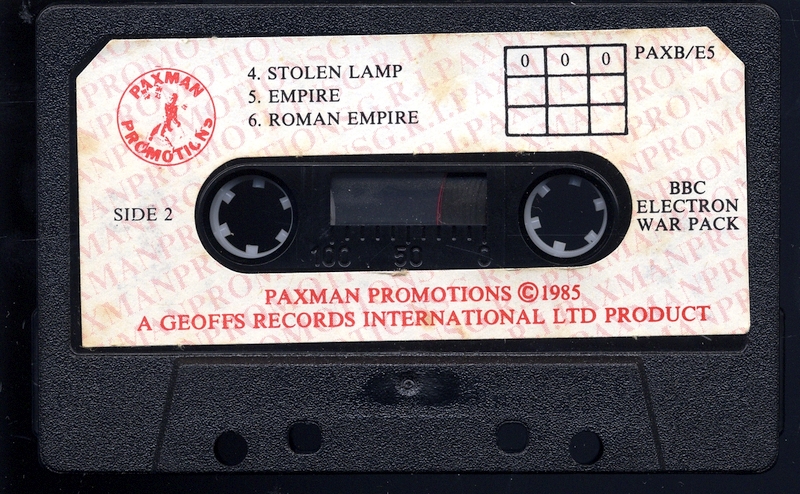 PAXMAN
PROMOTIONS
4. STOLEN LAMP
5. EMPIRE
6. ROMAN EMPIRE
0 0 0
PAXB/E5
SIDE 2
BBC
ELECTRON
WAR PACK
100 50
PAXMAN PROMOTIONS ©1985
A GEOFFS RECORDS INTERNATIONAL LTD PRODUCT